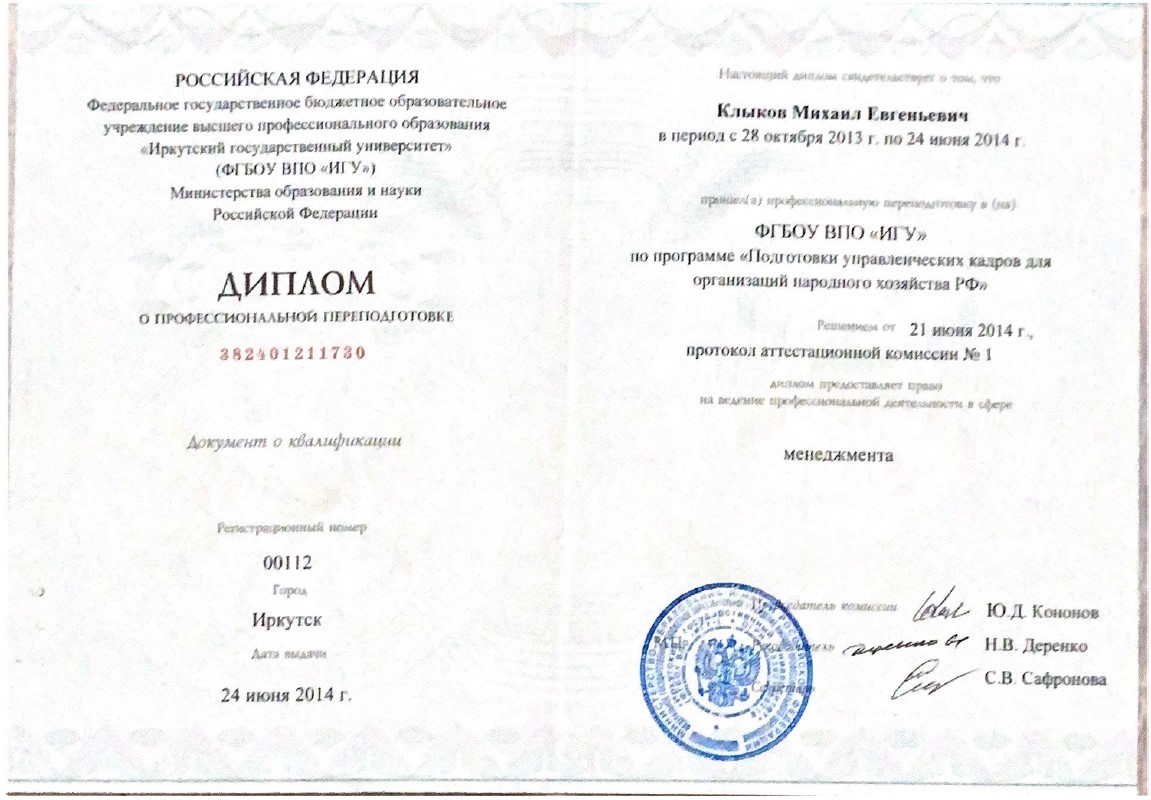 РОССИЙСКАЯ ФЕДЕРАЦИЯ
Федеральное государственное бюджетное образовательное
учреждение высшего профессионального образования
«Иркутский государственный университет»
(ФГБОУ ВПО «ИГУ»)
Министерства образования и науки
Российской Федерации
ДИПЛОМ
О ПРОФЕССИОНАЛЬНОЙ ПЕРЕПОДГОТОВКЕ
382401211730
Документ о квалификации
Регистрационный номер
00112
Город
Иркутск
Дата выдачи
24 июня 2014 г.
Настоящий диплом свидетельствует о том, что
Клыков Михаил Евгеньевич
в период с 28 октября 2013 г. по 24 июня 2014 г.
прошел(а) профессиональную переподготовку в (на)
ФГБОУ ВПО «ИГУ»
по программе «Подготовки управленческих кадров для
организаций народного хозяйства РФ»
Решением от 21 июня 2014 г.,
протокол аттестационной комиссии № 1
диплом предоставляет право
на ведение профессиональной деятельности в сфере
менеджмента
Председатель комиссии Ю.Д. Кононов
М.П. Руководитель Н.В. Деренко
Секретарь С.В. Сафронова